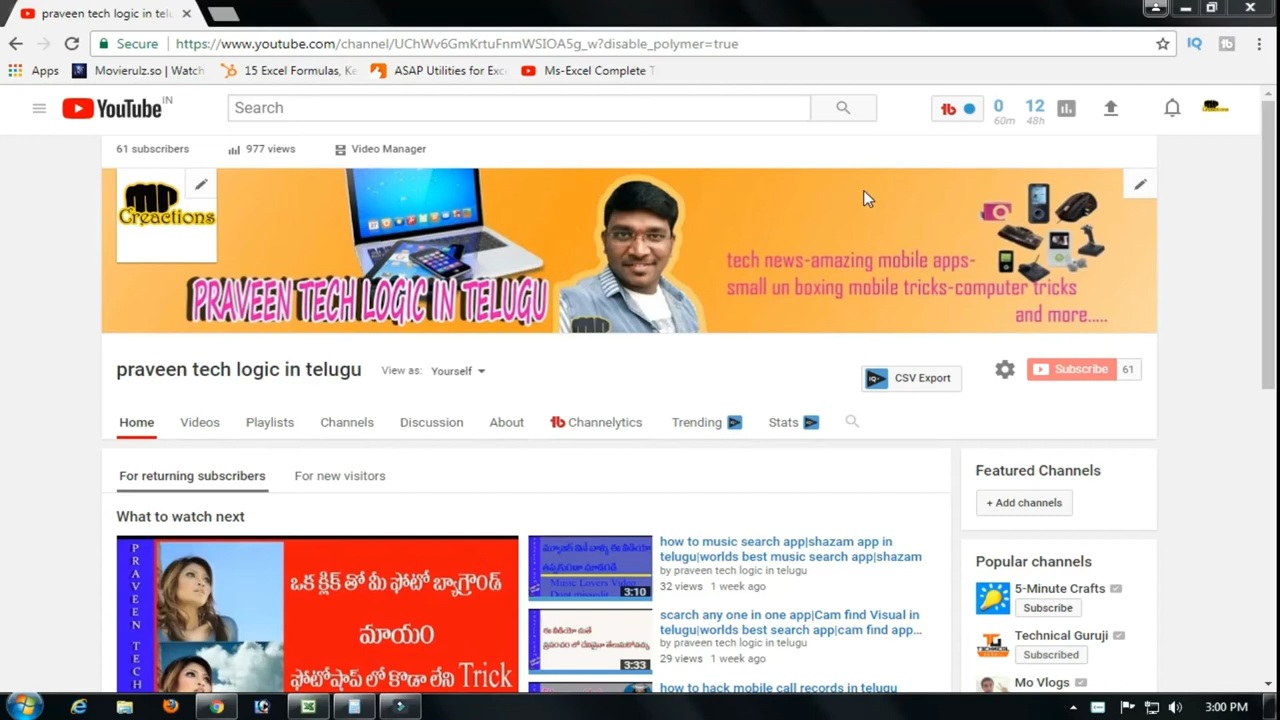 praveen tech logic in tel
Secure
https://www.youtube.com/channel/UChWv6GmKrtuFnmWSIOA5g_w?disable_polymer=true
Apps
Movierulz.so | Watch
15 Excel Formulas, Ke
ASAP Utilities for Exc
Ms-Excel Complete T
YouTube IN
Search
0
60m
12
48h
61 subscribers
977 views
Video Manager
Creactions
PRAVEEN TECH LOGIC IN TELUGU
tech news-amazing mobile apps-
small un boxing mobile tricks-computer tricks
and more.....
praveen tech logic in telugu
View as:
Yourself
CSV Export
Subscribe
61
Home
Videos
Playlists
Channels
Discussion
About
Channelytics
Trending
Stats
For returning subscribers
For new visitors
Featured Channels
+ Add channels
What to watch next
PRAVEEN TECH
ఒక క్లిక్ తో మీ ఫోటో బ్యాగ్రౌండ్
మాయం
ఫోటోషాప్ లో కూడా లేని Trick
Music Lovers Video
3:10
how to music search app|shazam app in
telugu|worlds best music search app|shazam
by praveen tech logic in telugu
32 views 1 week ago
3:33
scarch any one in one app|Cam find Visual in
telugu|worlds best search app|cam find app...
by praveen tech logic in telugu
29 views 1 week ago
how to hack mobile call records in telugu
Popular channels
5-Minute Crafts
Subscribe
Technical Guruji
Subscribed
Mo Vlogs
3:00 PM